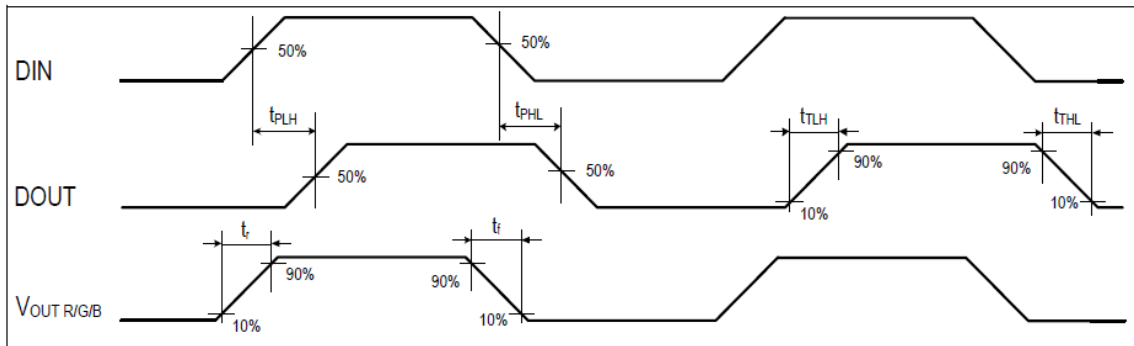 DIN
50%
50%
tPLH
tPHL
tTLH
tTHL
DOUT
50%
50%
90%
90%
10%
10%
tr
tf
VOUT R/G/B
90%
90%
10%
10%